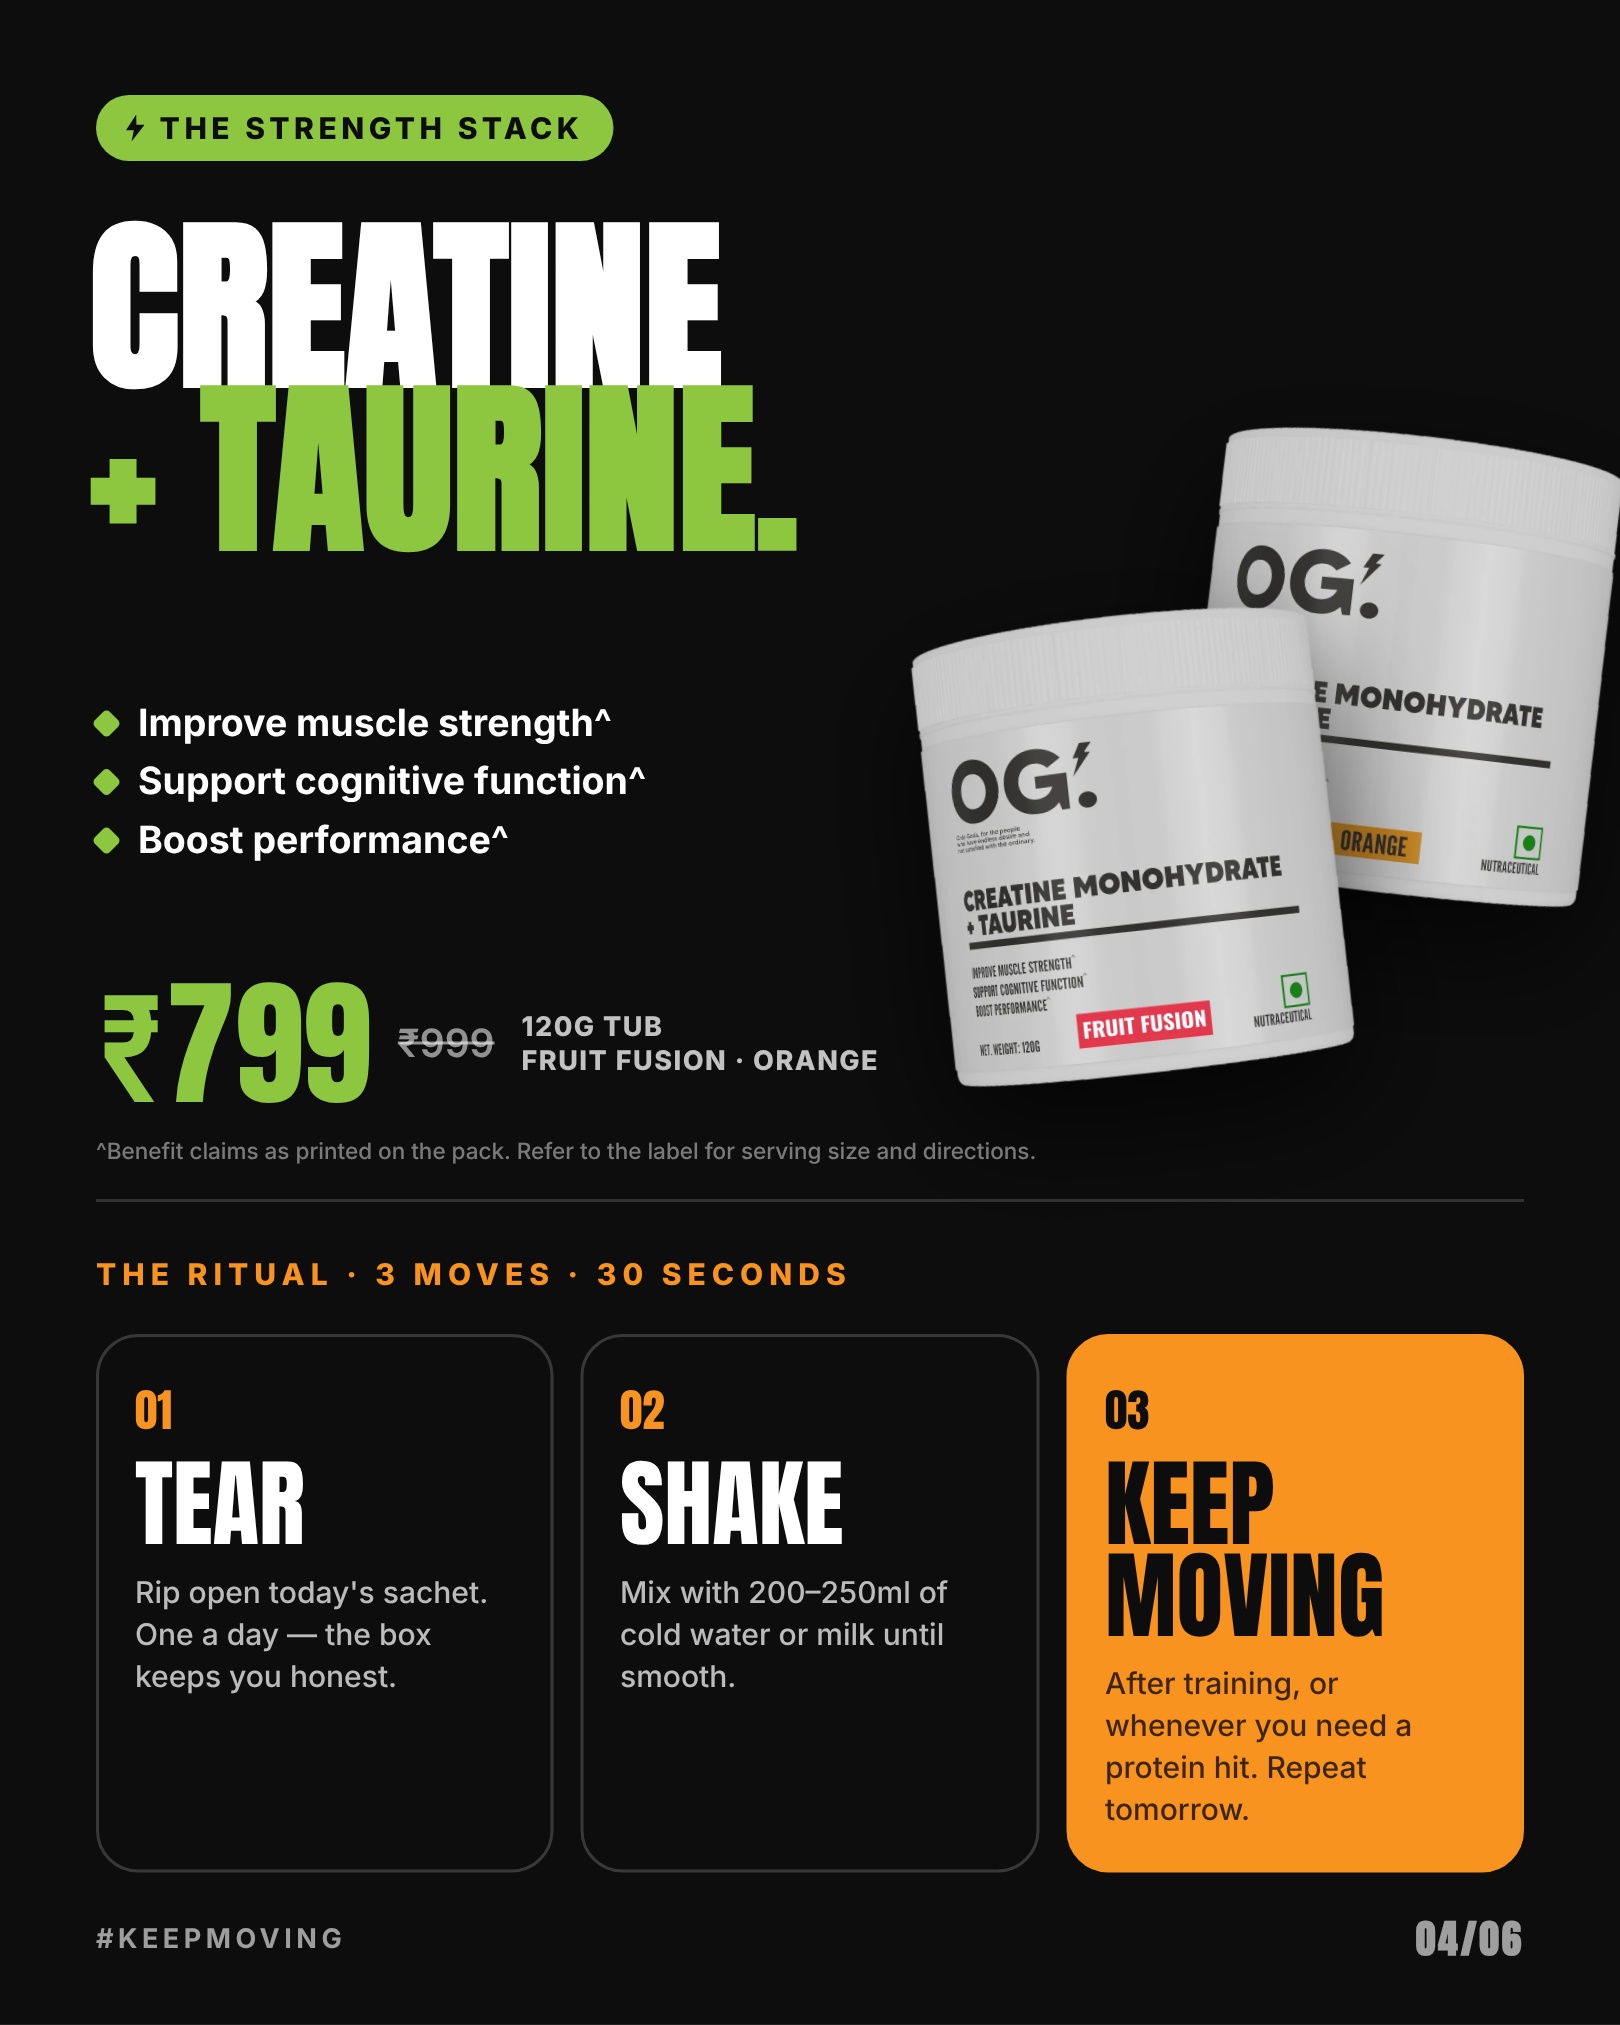 THE STRENGTH STACK
CREATINE
+ TAURINE.
Improve muscle strength^
Support cognitive function^
Boost performance^
₹799 ₹999 120G TUB
FRUIT FUSION · ORANGE
^Benefit claims as printed on the pack. Refer to the label for serving size and directions.
OG.
E MONOHYDRATE
E
ORANGE
NUTRACEUTICAL
OG.
for the people
CREATINE MONOHYDRATE
+ TAURINE
IMPROVE MUSCLE STRENGTH^
SUPPORT COGNITIVE FUNCTION^
BOOST PERFORMANCE^
NET. WEIGHT: 120G
FRUIT FUSION
NUTRACEUTICAL
THE RITUAL · 3 MOVES · 30 SECONDS
01
TEAR
Rip open today's sachet.
One a day — the box
keeps you honest.
02
SHAKE
Mix with 200–250ml of
cold water or milk until
smooth.
03
KEEP
MOVING
After training, or
whenever you need a
protein hit. Repeat
tomorrow.
#KEEPMOVING
04/06